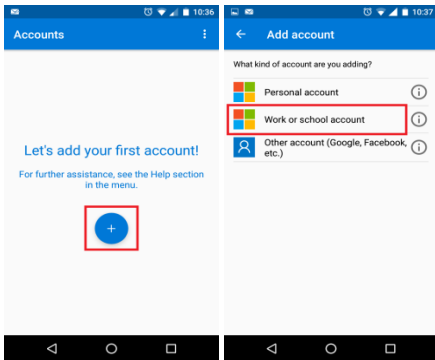 10:36
Accounts
Let's add your first account!
For further assistance, see the Help section
in the menu.
10:37
Add account
What kind of account are you adding?
Personal account
Work or school account
Other account (Google, Facebook,
etc.)